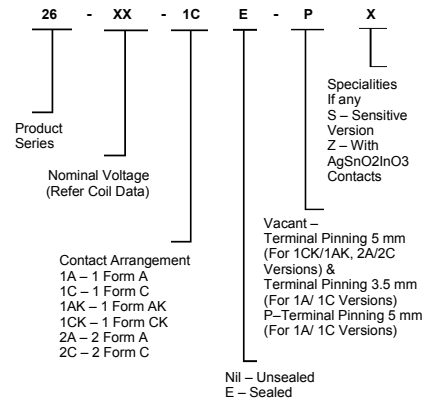 26 - XX - 1C E - P X
Product
Series
Nominal Voltage
(Refer Coil Data)
Contact Arrangement
1A – 1 Form A
1C – 1 Form C
1AK – 1 Form AK
1CK – 1 Form CK
2A – 2 Form A
2C – 2 Form C
Nil – Unsealed
E – Sealed
Vacant –
Terminal Pinning 5 mm
(For 1CK/1AK, 2A/2C
Versions) &
Terminal Pinning 3.5 mm
(For 1A/ 1C Versions)
P–Terminal Pinning 5 mm
(For 1A/ 1C Versions)
Specialities
If any
S – Sensitive
Version
Z – With
AgSnO2InO3
Contacts